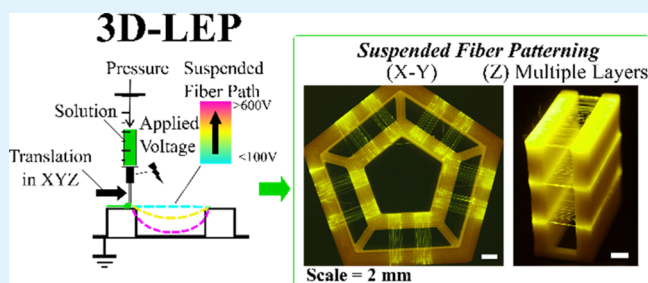 3D-LEP
Pressure
Suspended
Fiber Path
Solution
Applied
Voltage
>600V
<100V
Translation
in XYZ
Suspended Fiber Patterning
(X-Y)
(Z) Multiple Layers
Scale = 2 mm